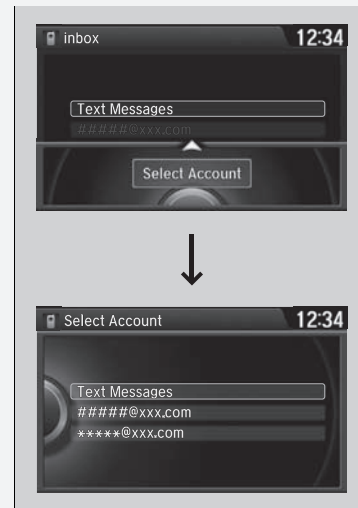 inbox 12:34
Text Messages
#####@xxx.com
Select Account
Select Account 12:34
Text Messages
#####@xxx.com
*****@xxx.com